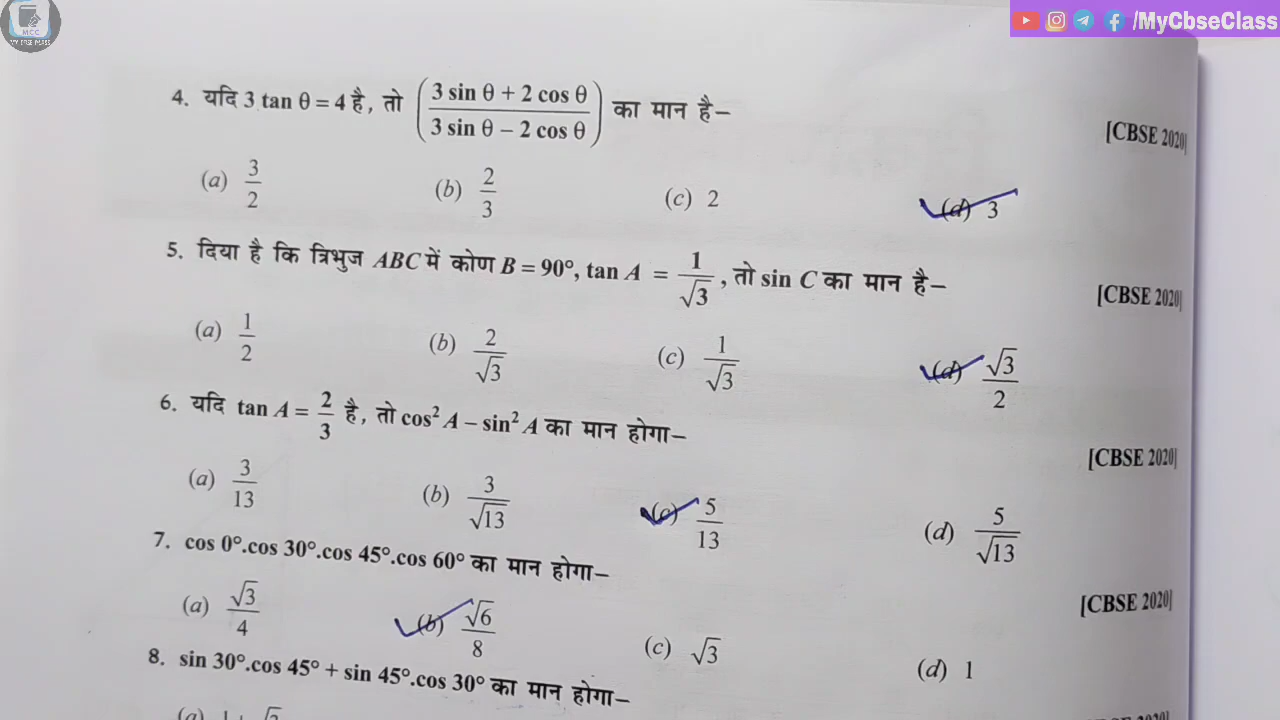 MCC
MY CBSE CLASS
/MyCbseClass
4. यदि 3 tan θ = 4 है, तो (3 sin θ + 2 cos θ / 3 sin θ − 2 cos θ) का मान है−
[CBSE 2020]
(a) 3/2 (b) 2/3 (c) 2 (d) 3
5. दिया है कि त्रिभुज ABC में कोण B = 90°, tan A = 1/√3, तो sin C का मान है−
[CBSE 2020]
(a) 1/2 (b) 2/√3 (c) 1/√3 (d) √3/2
6. यदि tan A = 2/3 है, तो cos² A − sin² A का मान होगा−
[CBSE 2020]
(a) 3/13 (b) 3/√13 (c) 5/13 (d) 5/√13
7. cos 0°.cos 30°.cos 45°.cos 60° का मान होगा−
[CBSE 2020]
(a) √3/4 (b) √6/8 (c) √3 (d) 1
8. sin 30°.cos 45° + sin 45°.cos 30° का मान होगा−